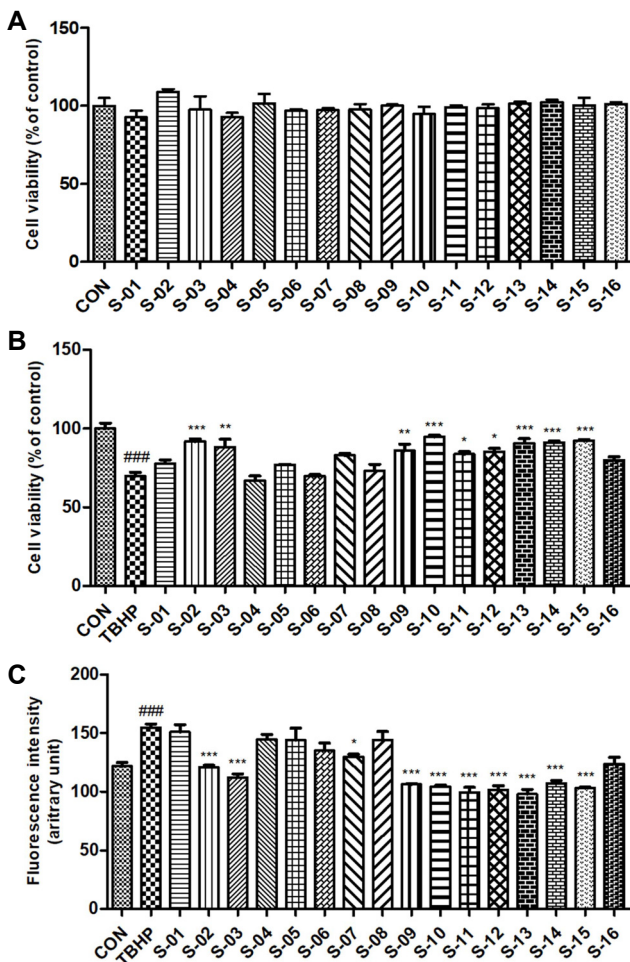 A
Cell viability (% of control)
150
100
50
0
CON S-01 S-02 S-03 S-04 S-05 S-06 S-07 S-08 S-09 S-10 S-11 S-12 S-13 S-14 S-15 S-16
B
Cell viability (% of control)
150
100
50
0
### *** ** ** *** * * *** *** ***
CON TBHP S-01 S-02 S-03 S-04 S-05 S-06 S-07 S-08 S-09 S-10 S-11 S-12 S-13 S-14 S-15 S-16
C
Fluorescence intensity
(aritrary unit)
200
150
100
50
0
### *** *** * *** *** *** *** *** *** ***
CON TBHP S-01 S-02 S-03 S-04 S-05 S-06 S-07 S-08 S-09 S-10 S-11 S-12 S-13 S-14 S-15 S-16